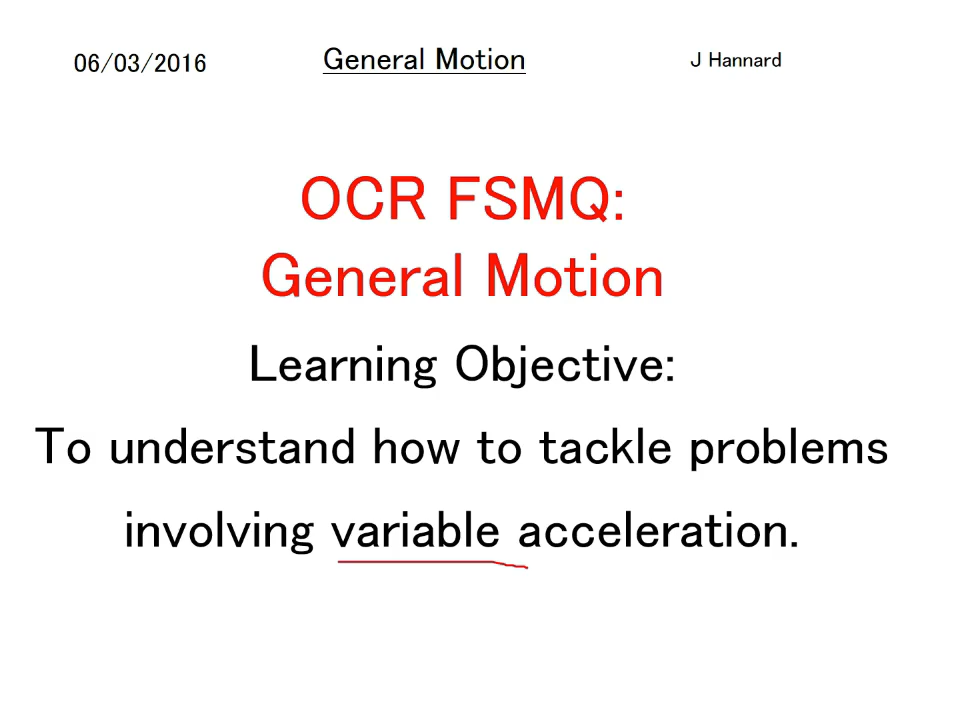 06/03/2016 General Motion J Hannard
OCR FSMQ:
General Motion
Learning Objective:
To understand how to tackle problems
involving variable acceleration.